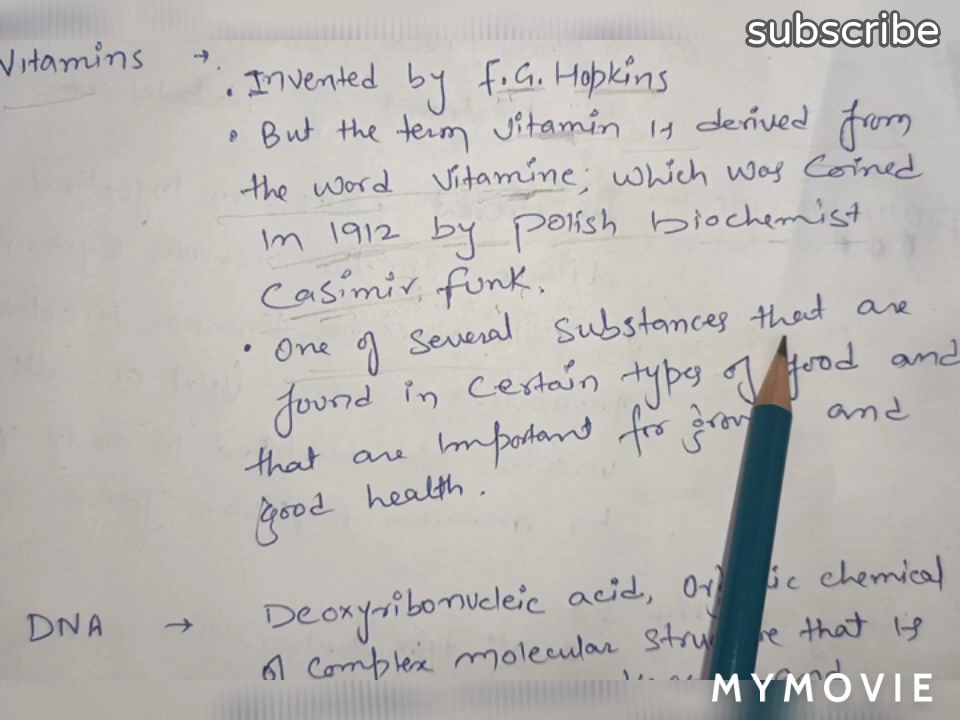 subscribe
Vitamins →
• Invented by F.G. Hopkins
• But the term vitamin is derived from
the word vitamine, which was coined
in 1912 by polish biochemist
Casimir funk.
• One of several substances that are
found in certain types of food and
that are important for and
good health.
DNA → Deoxyribonucleic acid, chemical
of complex molecular that is
and
MYMOVIE